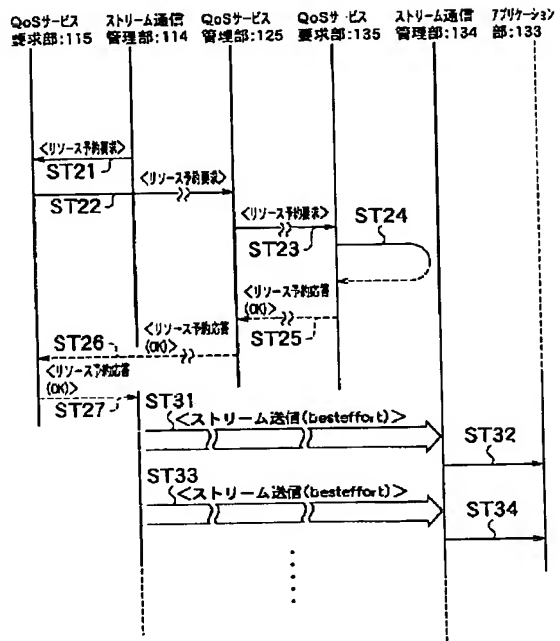 QoSサービス ストリーム通信 QoSサービス QoSサービス ストリーム通信 アプリケーション
要求部:115 管理部:114 管理部:125 要求部:135 管理部:134 部:133
<リソース予約要求>
ST21
<リソース予約要求>
ST22
<リソース予約要求>
ST24
ST23
<リソース予約応答
(OK)>
ST25
<リソース予約応答
(OK)>
ST26
<リソース予約応答
(OK)>
ST27
ST31
<ストリーム送信(besteffort)>
ST32
ST33
<ストリーム送信(besteffort)>
ST34